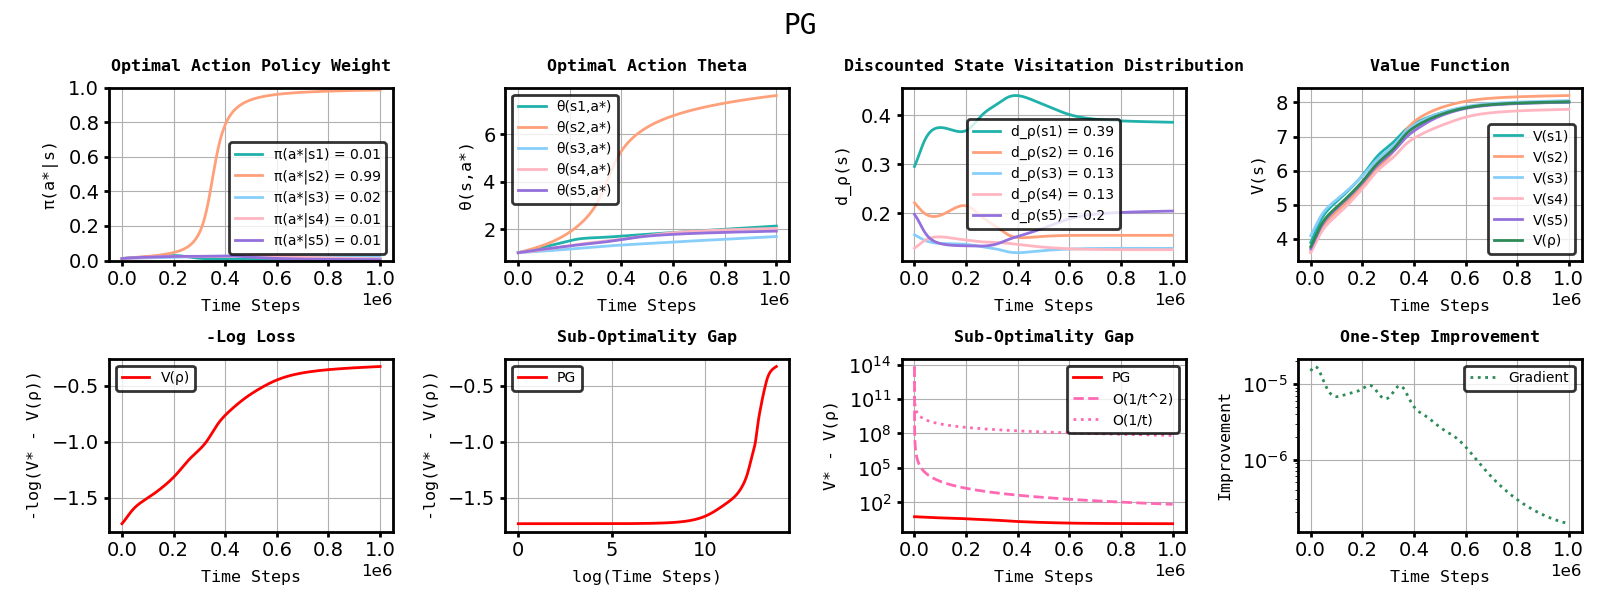 PG
Optimal Action Policy Weight
π(a*|s)
1.0
0.8
0.6
0.4
0.2
0.0
π(a*|s1) = 0.01
π(a*|s2) = 0.99
π(a*|s3) = 0.02
π(a*|s4) = 0.01
π(a*|s5) = 0.01
0.0 0.2 0.4 0.6 0.8 1.0
1e6
Time Steps
Optimal Action Theta
θ(s,a*)
6
4
2
θ(s1,a*)
θ(s2,a*)
θ(s3,a*)
θ(s4,a*)
θ(s5,a*)
0.0 0.2 0.4 0.6 0.8 1.0
1e6
Time Steps
Discounted State Visitation Distribution
d_ρ(s)
0.4
0.3
0.2
d_ρ(s1) = 0.39
d_ρ(s2) = 0.16
d_ρ(s3) = 0.13
d_ρ(s4) = 0.13
d_ρ(s5) = 0.2
0.0 0.2 0.4 0.6 0.8 1.0
1e6
Time Steps
Value Function
V(s)
8
7
6
5
4
V(s1)
V(s2)
V(s3)
V(s4)
V(s5)
V(ρ)
0.0 0.2 0.4 0.6 0.8 1.0
1e6
Time Steps
-Log Loss
-log(V* - V(ρ))
−0.5
−1.0
−1.5
V(ρ)
0.0 0.2 0.4 0.6 0.8 1.0
1e6
Time Steps
Sub-Optimality Gap
-log(V* - V(ρ))
−0.5
−1.0
−1.5
PG
0 5 10
log(Time Steps)
Sub-Optimality Gap
V* - V(ρ)
10^14
10^11
10^8
10^5
10^2
PG
O(1/t^2)
O(1/t)
0.0 0.2 0.4 0.6 0.8 1.0
1e6
Time Steps
One-Step Improvement
Improvement
10^−5
10^−6
Gradient
0.0 0.2 0.4 0.6 0.8 1.0
1e6
Time Steps